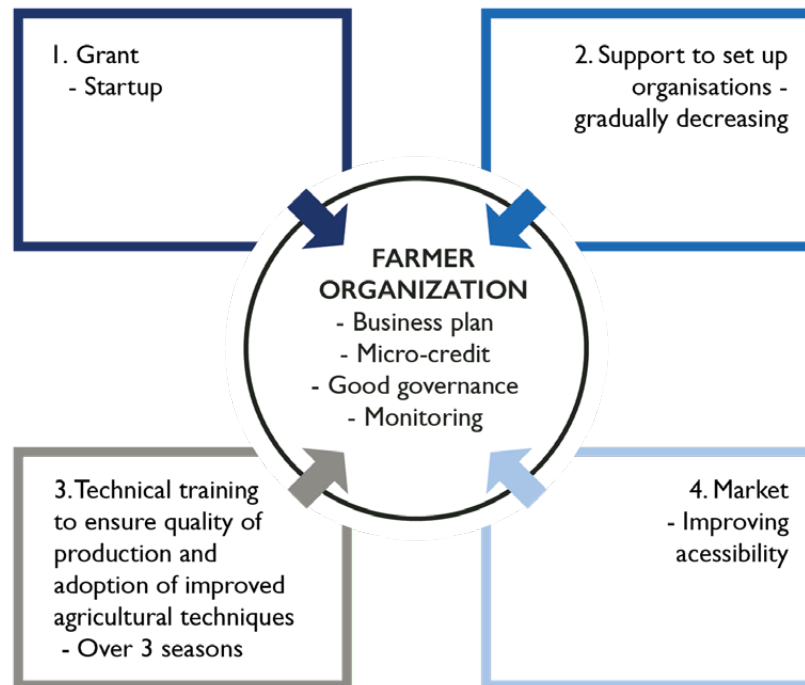 1. Grant
- Startup
2. Support to set up
organisations -
gradually decreasing
FARMER
ORGANIZATION
- Business plan
- Micro-credit
- Good governance
- Monitoring
3. Technical training
to ensure quality of
production and
adoption of improved
agricultural techniques
- Over 3 seasons
4. Market
- Improving
acessibility